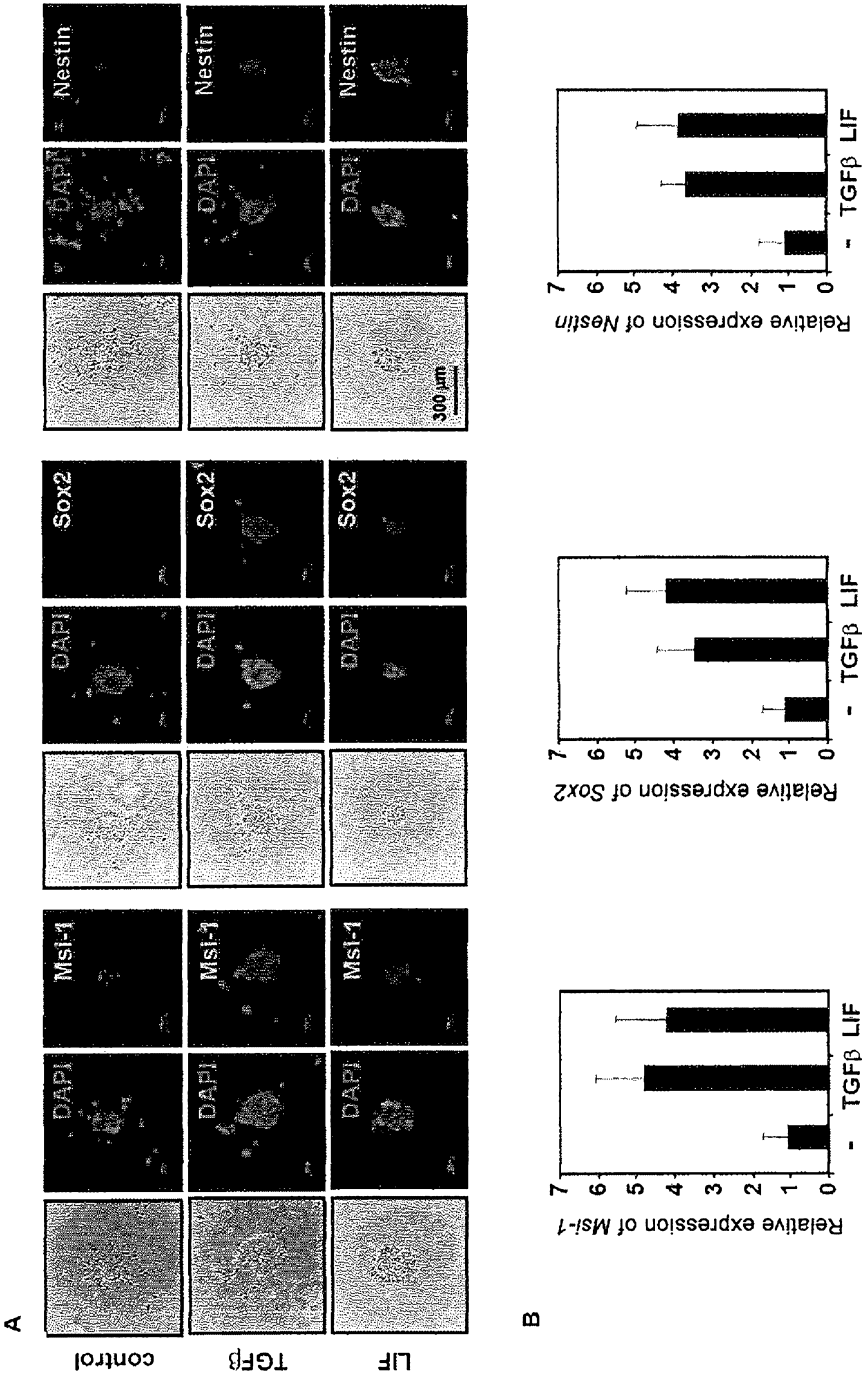 A
control
TGFβ
LIF
DAPI Msi-1
DAPI Msi-1
DAPI Msi-1
DAPI Sox2
DAPI Sox2
DAPI Sox2
DAPI Nestin
DAPI Nestin
DAPI Nestin
300 μm
B
Relative expression of Msi-1
7
6
5
4
3
2
1
0
- TGFβ LIF
Relative expression of Sox2
7
6
5
4
3
2
1
0
- TGFβ LIF
Relative expression of Nestin
7
6
5
4
3
2
1
0
- TGFβ LIF